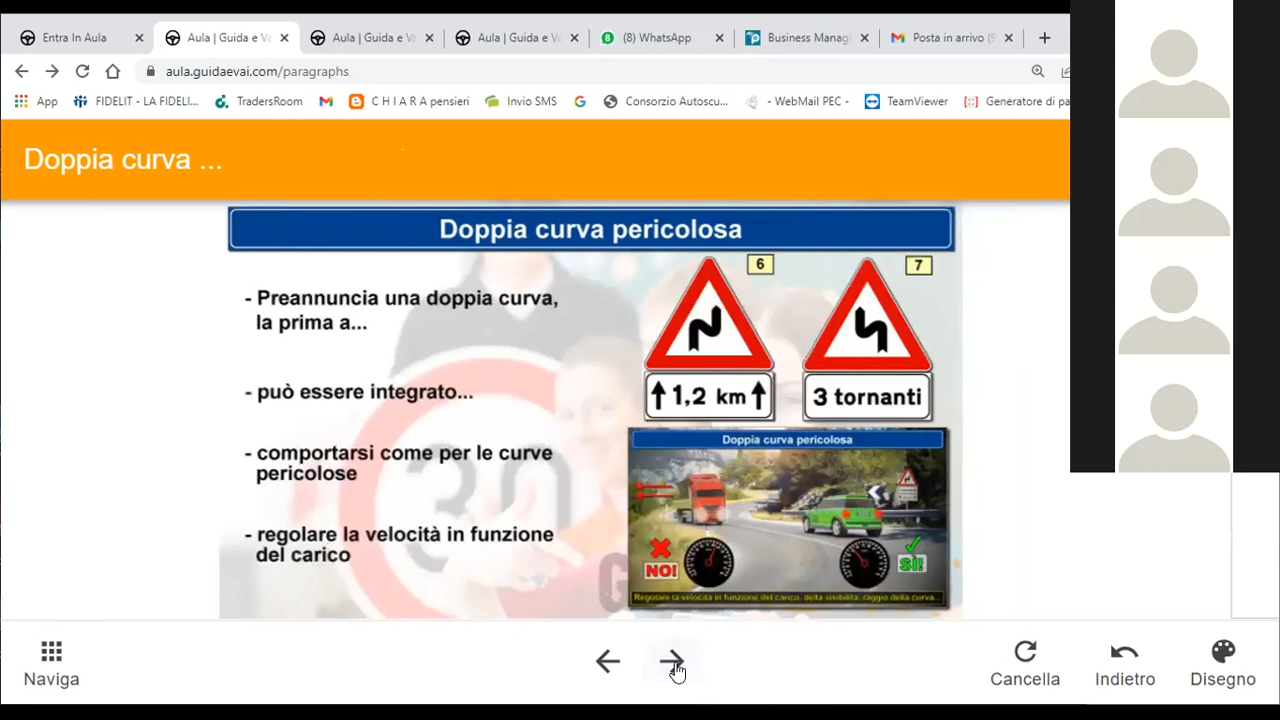 Entra In Aula
Aula | Guida e Va
Aula | Guida e Va
Aula | Guida e Va
(8) WhatsApp
Business Manag
Posta in arrivo (9
aula.guidaevai.com/paragraphs
App
FIDELIT - LA FIDELI...
TradersRoom
C H I A R A pensieri
Invio SMS
Consorzio Autoscu...
- WebMail PEC -
TeamViewer
Generatore di pa
Doppia curva ...
Doppia curva pericolosa
6
7
- Preannuncia una doppia curva,
la prima a...
1,2 km
3 tornanti
- può essere integrato...
Doppia curva pericolosa
- comportarsi come per le curve
pericolose
- regolare la velocità in funzione
del carico
NO!
SÌ!
Regolare la velocità in funzione del carico, della visibilità, raggio della curva...
30
Naviga
Cancella
Indietro
Disegno